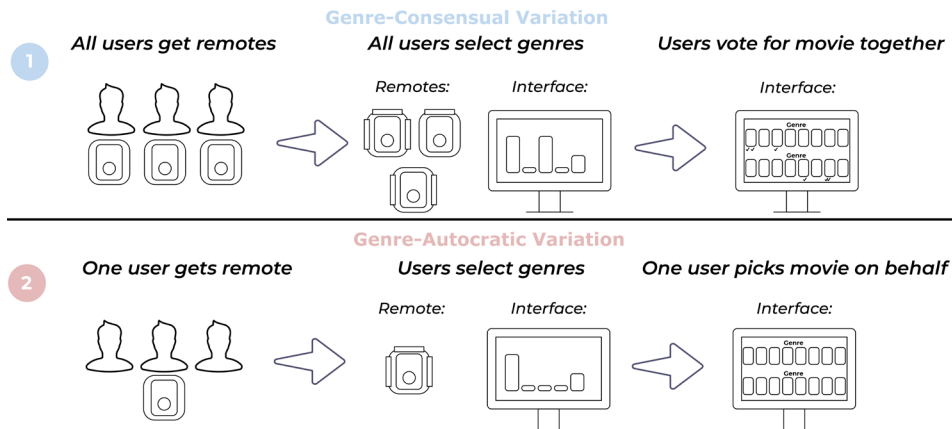 Genre-Consensual Variation
1
All users get remotes
All users select genres
Users vote for movie together
Remotes:
Interface:
Interface:
Genre
Genre
Genre-Autocratic Variation
2
One user gets remote
Users select genres
One user picks movie on behalf
Remote:
Interface:
Interface:
Genre
Genre